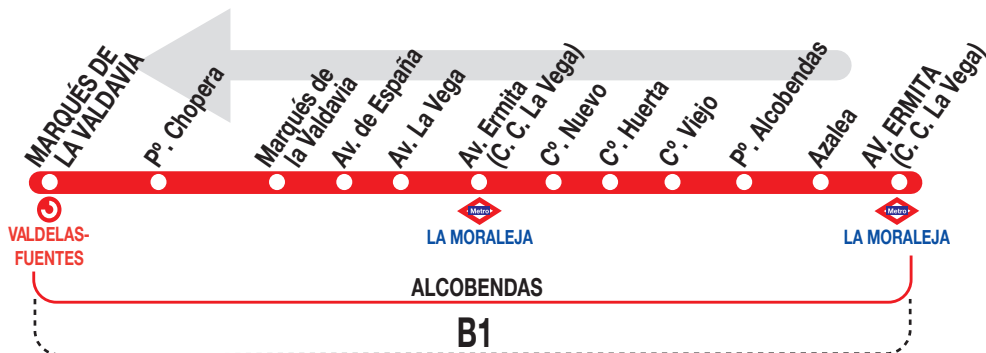 MARQUÉS DE
LA VALDAVIA
Pº. Chopera
Marqués de
la Valdavia
Av. de España
Av. La Vega
Av. Ermita
(C. C. La Vega)
Cº. Nuevo
Cº. Huerta
Cº. Viejo
Pº. Alcobendas
Azalea
AV. ERMITA
(C. C. La Vega)
VALDELAS-
FUENTES
Metro
LA MORALEJA
Metro
LA MORALEJA
ALCOBENDAS
B1